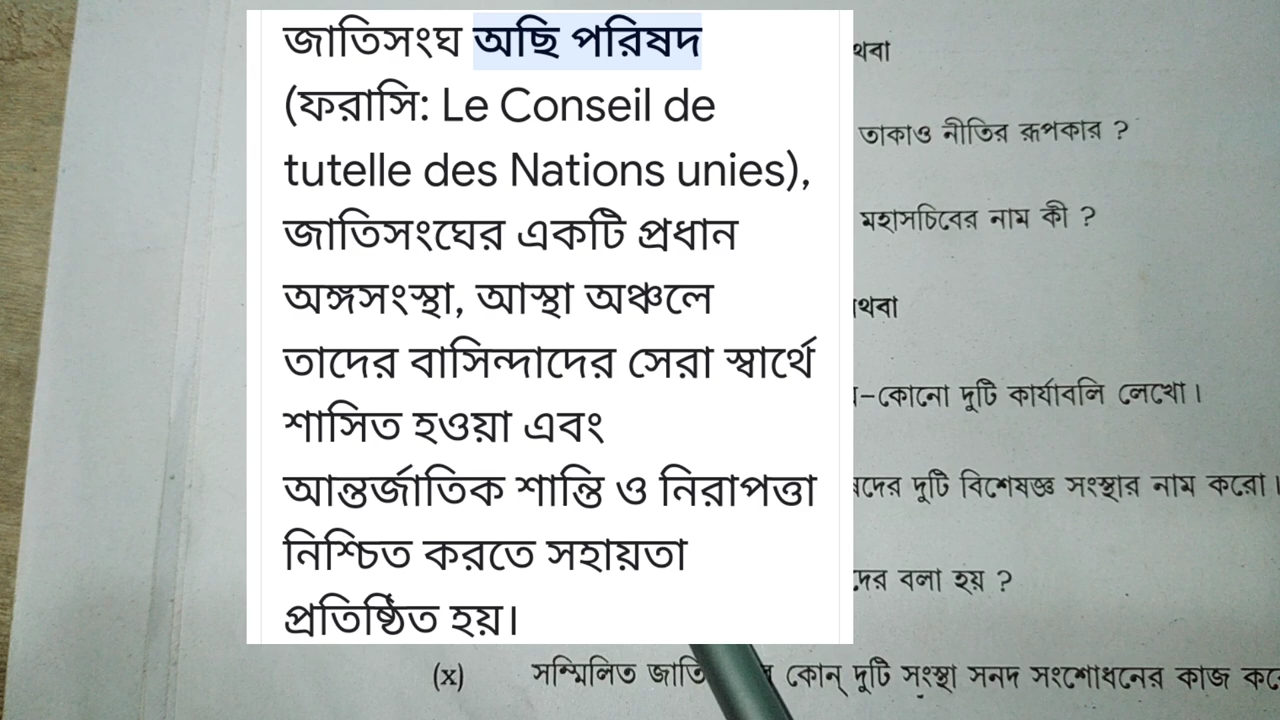 জাতিসংঘ অছি পরিষদ
(ফরাসি: Le Conseil de
tutelle des Nations unies),
জাতিসংঘের একটি প্রধান
অঙ্গসংস্থা, আস্থা অঞ্চলে
তাদের বাসিন্দাদের সেরা স্বার্থে
শাসিত হওয়া এবং
আন্তর্জাতিক শান্তি ও নিরাপত্তা
নিশ্চিত করতে সহায়তা
প্রতিষ্ঠিত হয়।
থবা
তাকাও নীতির রূপকার ?
মহাসচিবের নাম কী ?
থবা
-কোনো দুটি কার্যাবলি লেখো।
দের দুটি বিশেষজ্ঞ সংস্থার নাম করো।
দের বলা হয় ?
(x) সম্মিলিত জাতি কোন্ দুটি সংস্থা সনদ সংশোধনের কাজ করে